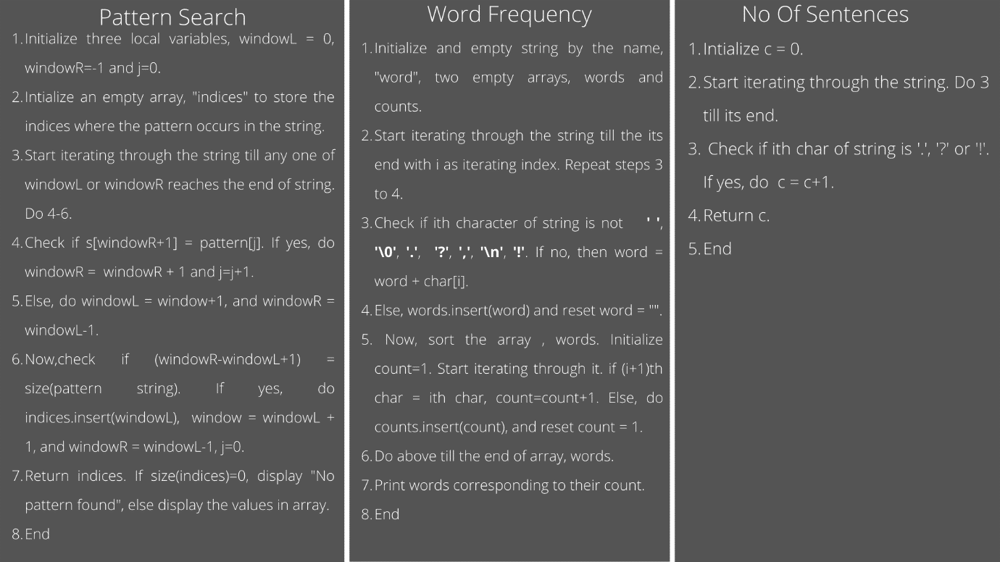 Pattern Search
1.Initialize three local variables, windowL = 0,
windowR=-1 and j=0.
2.Intialize an empty array, "indices" to store the
indices where the pattern occurs in the string.
3.Start iterating through the string till any one of
windowL or windowR reaches the end of string.
Do 4-6.
4.Check if s[windowR+1] = pattern[j]. If yes, do
windowR = windowR + 1 and j=j+1.
5.Else, do windowL = window+1, and windowR =
windowL-1.
6.Now,check if (windowR-windowL+1) =
size(pattern string). If yes, do
indices.insert(windowL), window = windowL +
1, and windowR = windowL-1, j=0.
7.Return indices. If size(indices)=0, display "No
pattern found", else display the values in array.
8.End
Word Frequency
1.Initialize and empty string by the name,
"word", two empty arrays, words and
counts.
2.Start iterating through the string till the its
end with i as iterating index. Repeat steps 3
to 4.
3.Check if ith character of string is not ' ',
'\0', '.', '?', ',', '\n', '!'. If no, then word =
word + char[i].
4.Else, words.insert(word) and reset word = "".
5. Now, sort the array , words. Initialize
count=1. Start iterating through it. if (i+1)th
char = ith char, count=count+1. Else, do
counts.insert(count), and reset count = 1.
6.Do above till the end of array, words.
7.Print words corresponding to their count.
8.End
No Of Sentences
1.Intialize c = 0.
2.Start iterating through the string. Do 3
till its end.
3. Check if ith char of string is '.', '?' or '!'.
If yes, do c = c+1.
4.Return c.
5.End